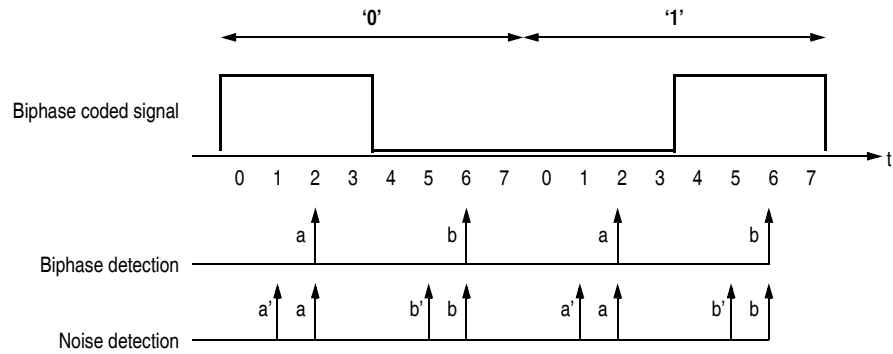 ‘0’ ‘1’
Biphase coded signal
t
0 1 2 3 4 5 6 7 0 1 2 3 4 5 6 7
a b a b
Biphase detection
a’ a b’ b a’ a b’ b
Noise detection